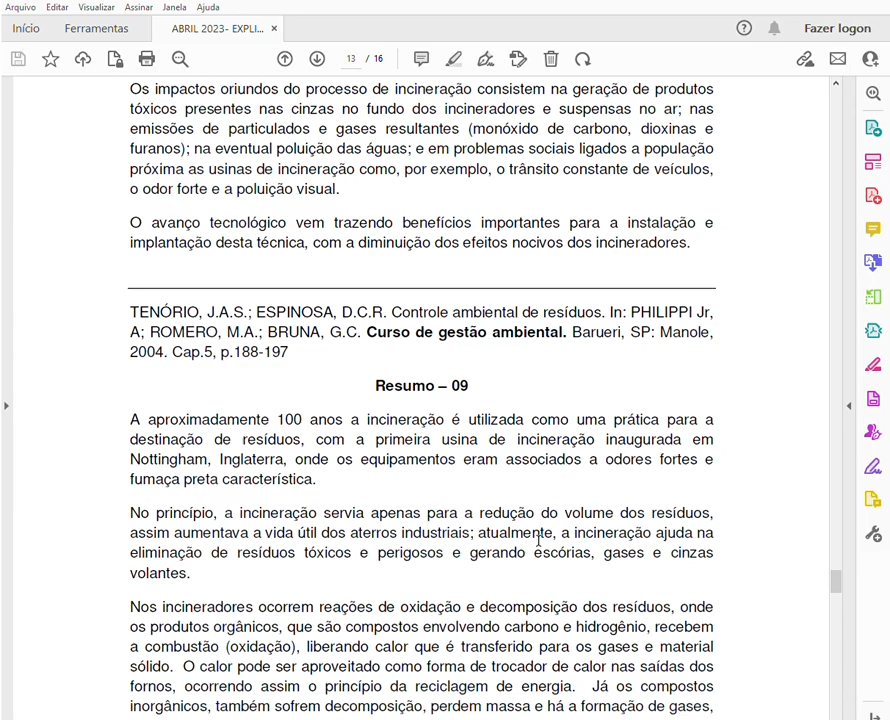 Arquivo Editar Visualizar Assinar Janela Ajuda
Início Ferramentas ABRIL 2023- EXPLI... × Fazer logon
13 / 16
Os impactos oriundos do processo de incineração consistem na geração de produtos
tóxicos presentes nas cinzas no fundo dos incineradores e suspensas no ar; nas
emissões de particulados e gases resultantes (monóxido de carbono, dioxinas e
furanos); na eventual poluição das águas; e em problemas sociais ligados a população
próxima as usinas de incineração como, por exemplo, o trânsito constante de veículos,
o odor forte e a poluição visual.
O avanço tecnológico vem trazendo benefícios importantes para a instalação e
implantação desta técnica, com a diminuição dos efeitos nocivos dos incineradores.
TENÓRIO, J.A.S.; ESPINOSA, D.C.R. Controle ambiental de resíduos. In: PHILIPPI Jr,
A; ROMERO, M.A.; BRUNA, G.C. Curso de gestão ambiental. Barueri, SP: Manole,
2004. Cap.5, p.188-197
Resumo – 09
A aproximadamente 100 anos a incineração é utilizada como uma prática para a
destinação de resíduos, com a primeira usina de incineração inaugurada em
Nottingham, Inglaterra, onde os equipamentos eram associados a odores fortes e
fumaça preta característica.
No princípio, a incineração servia apenas para a redução do volume dos resíduos,
assim aumentava a vida útil dos aterros industriais; atualmente, a incineração ajuda na
eliminação de resíduos tóxicos e perigosos e gerando escórias, gases e cinzas
volantes.
Nos incineradores ocorrem reações de oxidação e decomposição dos resíduos, onde
os produtos orgânicos, que são compostos envolvendo carbono e hidrogênio, recebem
a combustão (oxidação), liberando calor que é transferido para os gases e material
sólido. O calor pode ser aproveitado como forma de trocador de calor nas saídas dos
fornos, ocorrendo assim o princípio da reciclagem de energia. Já os compostos
inorgânicos, também sofrem decomposição, perdem massa e há a formação de gases,